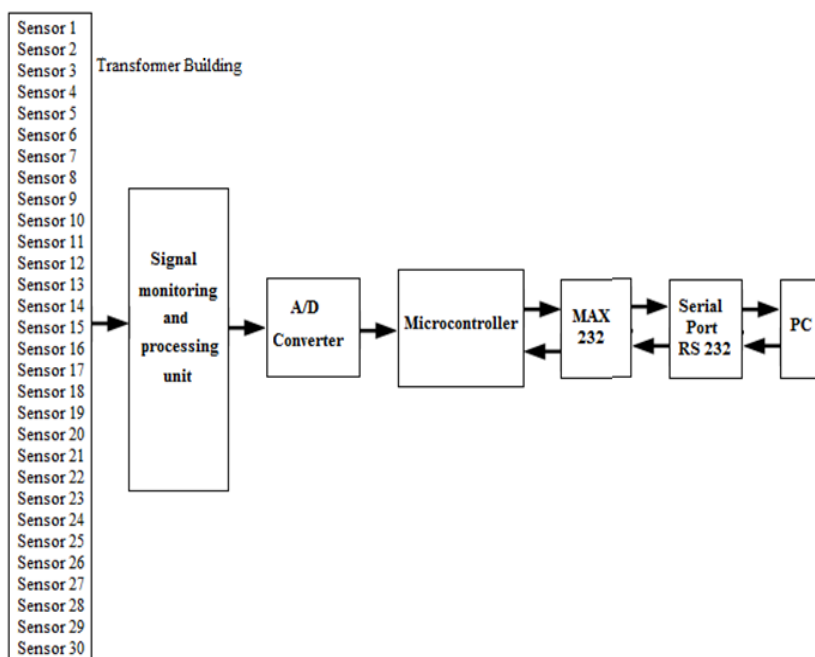 Sensor 1
Sensor 2
Sensor 3
Sensor 4
Sensor 5
Sensor 6
Sensor 7
Sensor 8
Sensor 9
Sensor 10
Sensor 11
Sensor 12
Sensor 13
Sensor 14
Sensor 15
Sensor 16
Sensor 17
Sensor 18
Sensor 19
Sensor 20
Sensor 21
Sensor 22
Sensor 23
Sensor 24
Sensor 25
Sensor 26
Sensor 27
Sensor 28
Sensor 29
Sensor 30
Transformer Building
Signal
monitoring
and
processing
unit
A/D
Converter
Microcontroller
MAX
232
Serial
Port
RS 232
PC